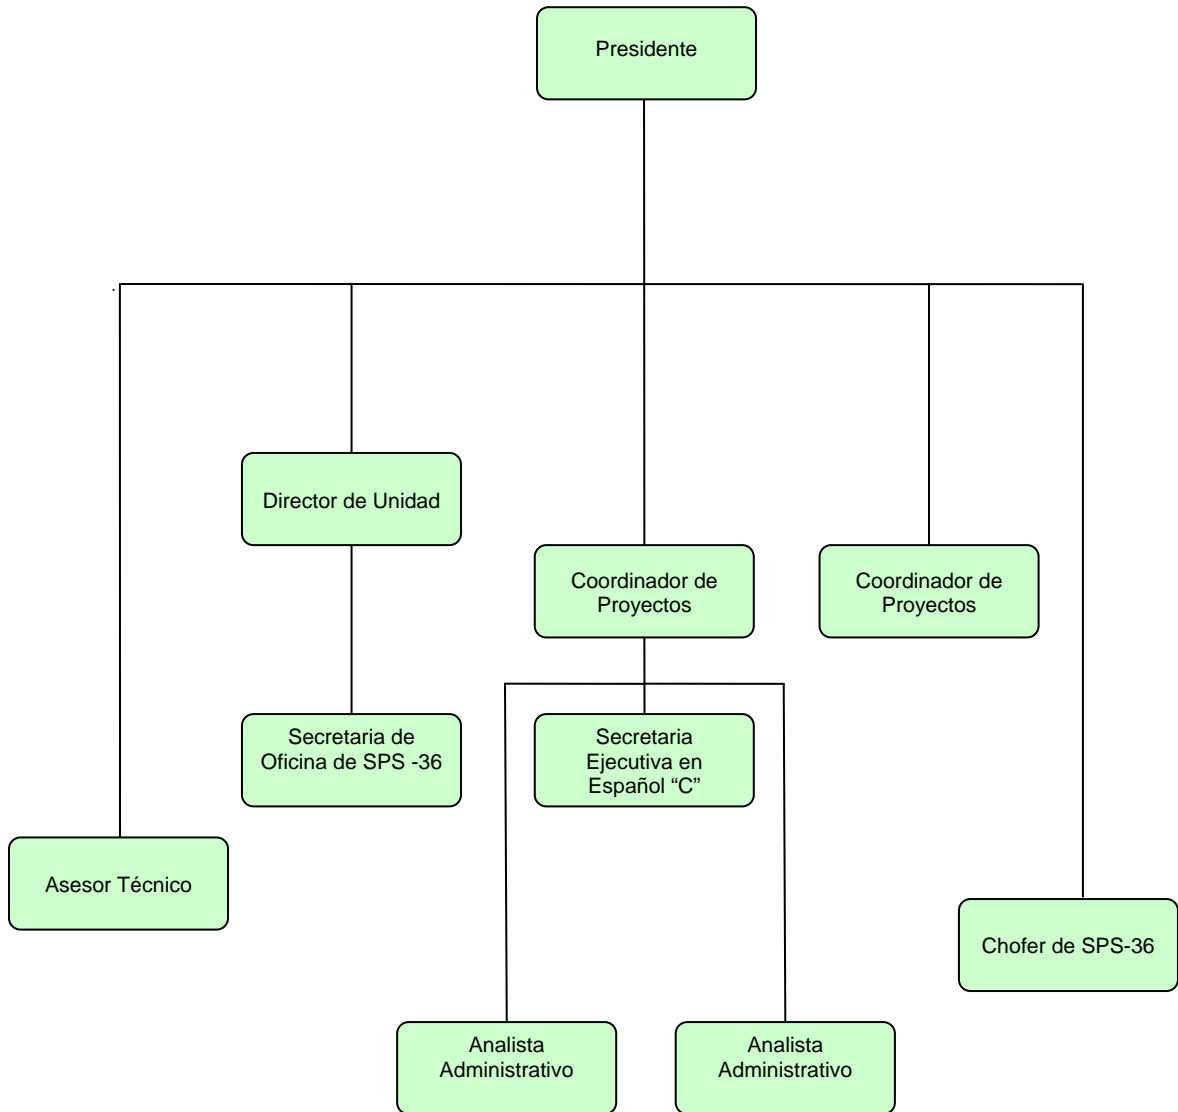 Presidente
Director de Unidad
Coordinador de
Proyectos
Coordinador de
Proyectos
Secretaria de
Oficina de SPS -36
Secretaria
Ejecutiva en
Español “C”
Asesor Técnico
Chofer de SPS-36
Analista
Administrativo
Analista
Administrativo